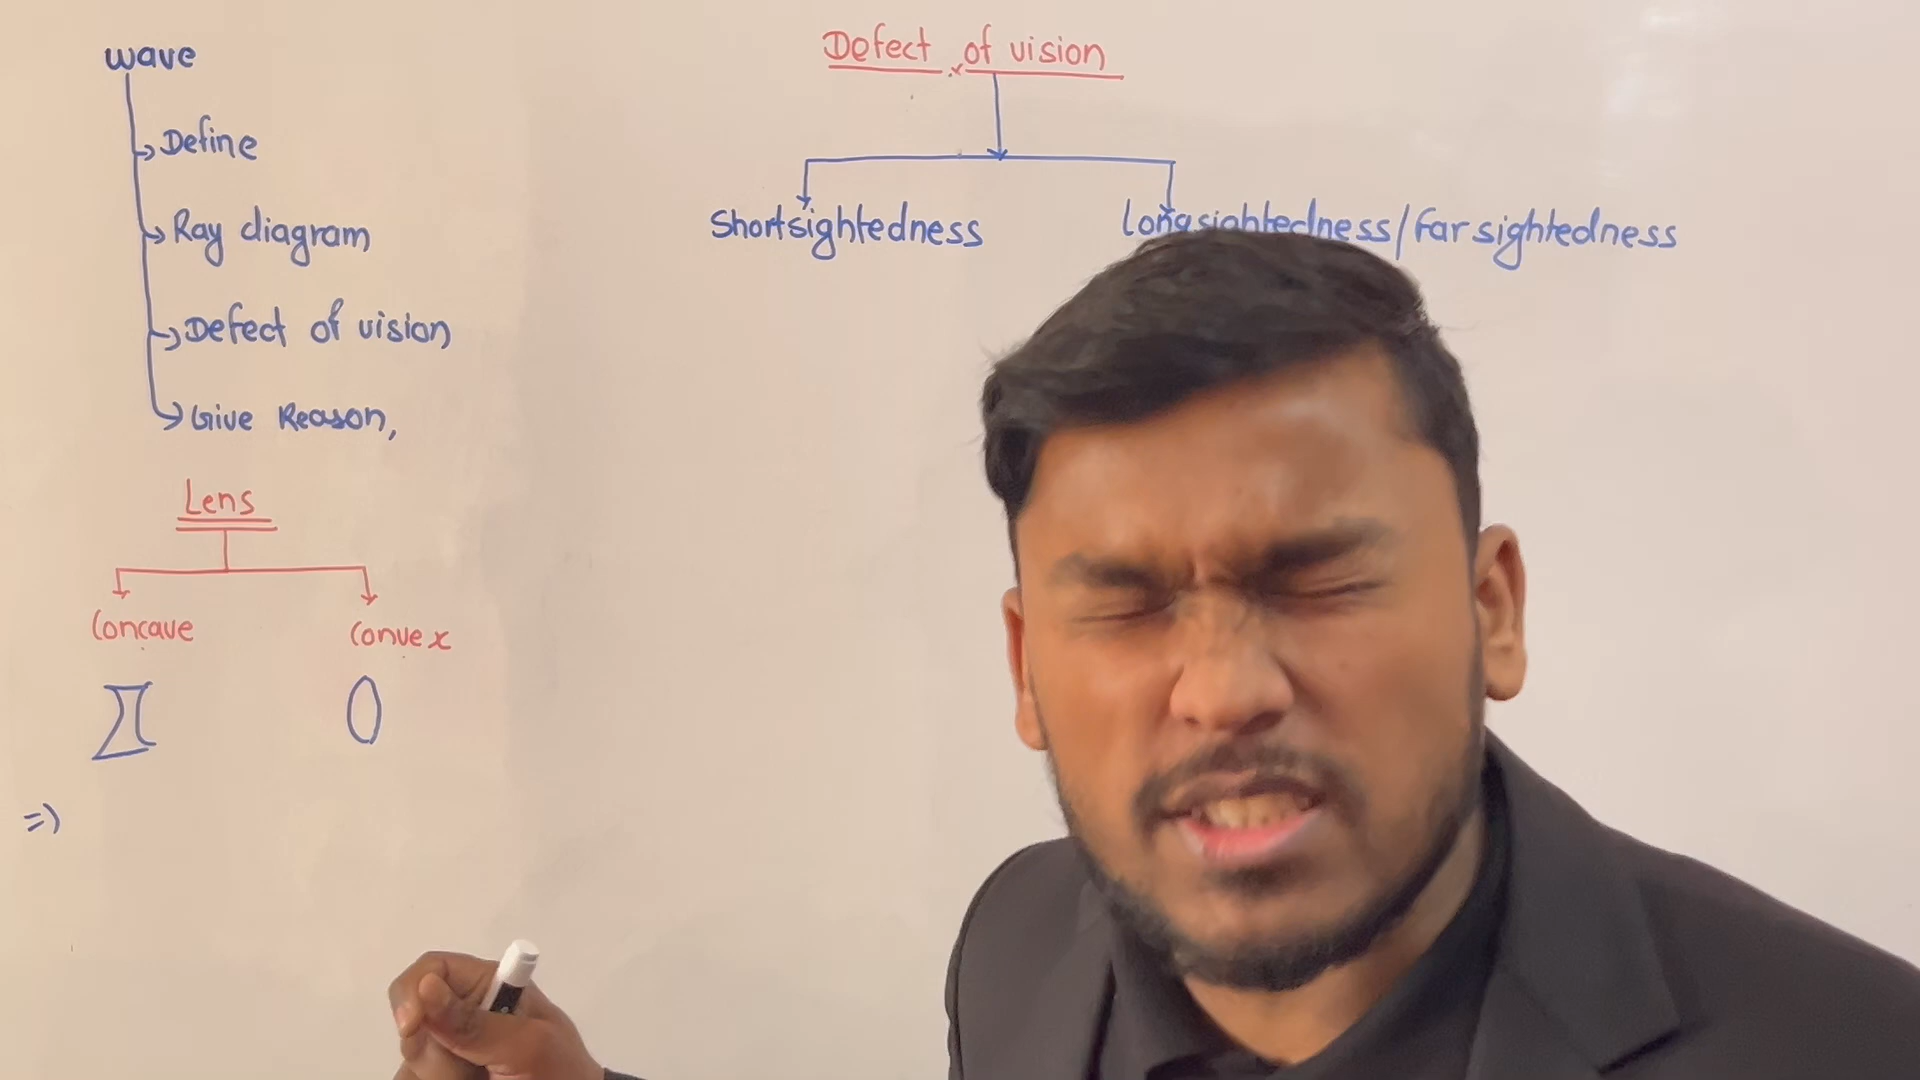 wave
Define
Ray diagram
Defect of vision
Give Reason,
Lens
Concave
Convex
=>
Defect of vision
Shortsightedness
Longsightedness/Farsightedness